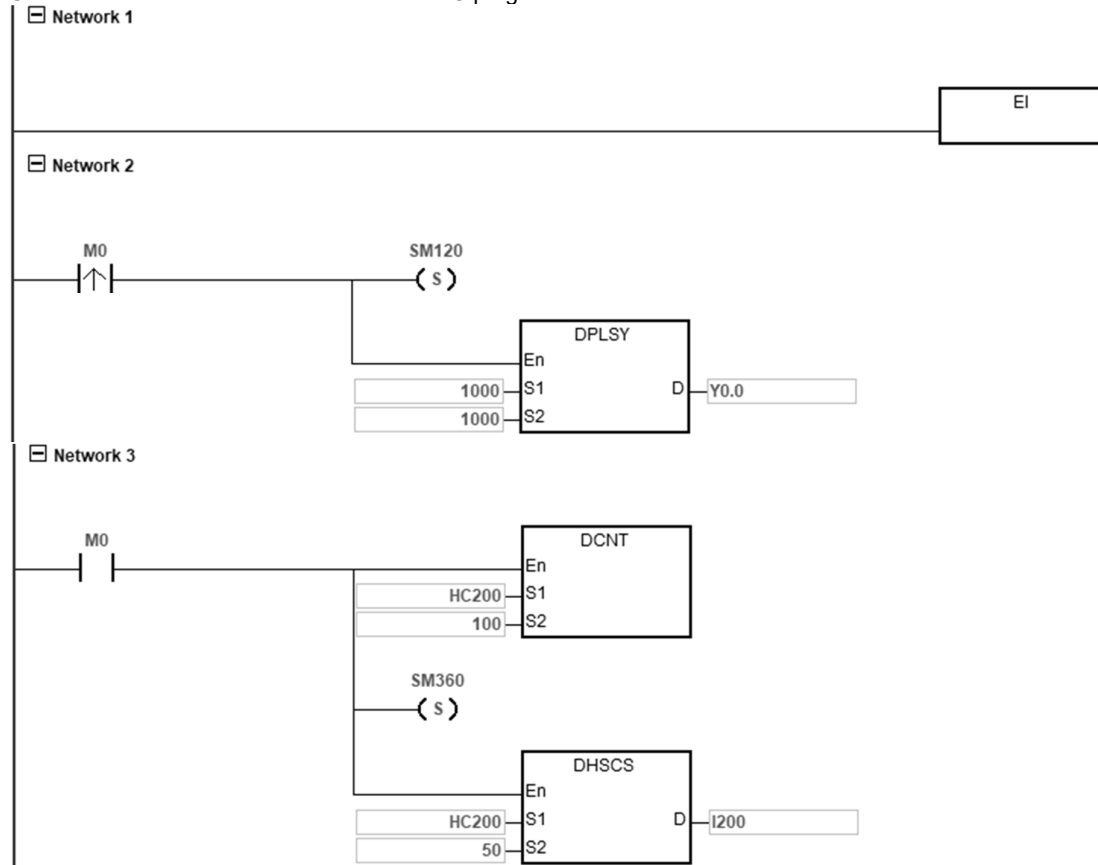 Network 1
EI
Network 2
M0
SM120
S
DPLSY
En
1000 S1 D Y0.0
1000 S2
Network 3
M0
DCNT
En
HC200 S1
100 S2
SM360
S
DHSCS
En
HC200 S1 D I200
50 S2